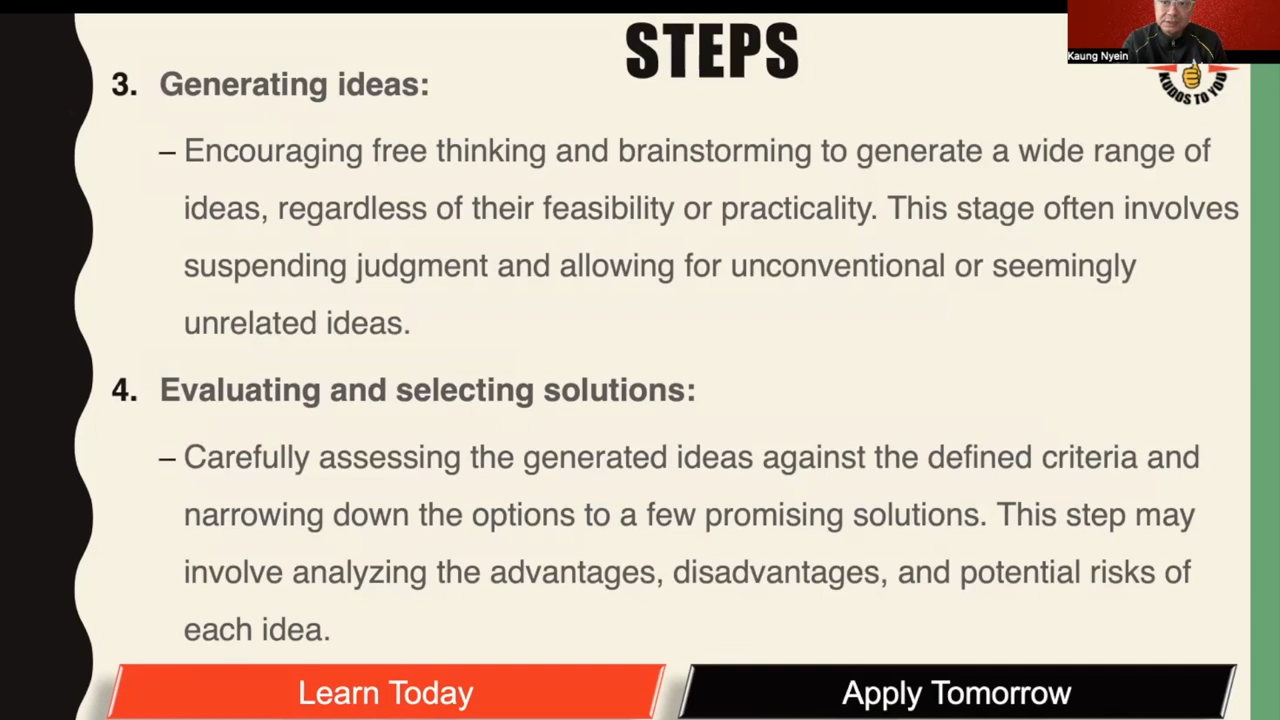 STEPS
Kaung Nyein
KUDOS TO YOU
3. Generating ideas:
– Encouraging free thinking and brainstorming to generate a wide range of
ideas, regardless of their feasibility or practicality. This stage often involves
suspending judgment and allowing for unconventional or seemingly
unrelated ideas.
4. Evaluating and selecting solutions:
– Carefully assessing the generated ideas against the defined criteria and
narrowing down the options to a few promising solutions. This step may
involve analyzing the advantages, disadvantages, and potential risks of
each idea.
Learn Today
Apply Tomorrow